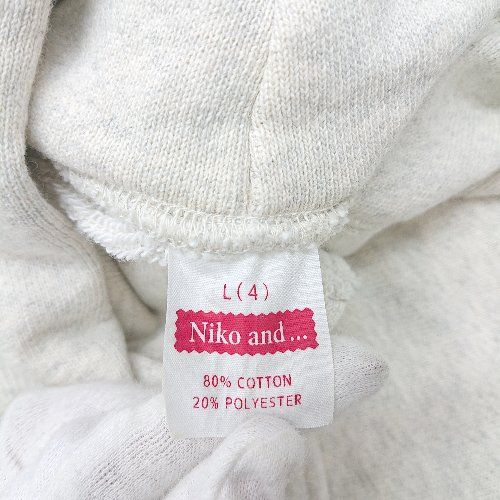 L(4)
Niko and...
80% COTTON
20% POLYESTER